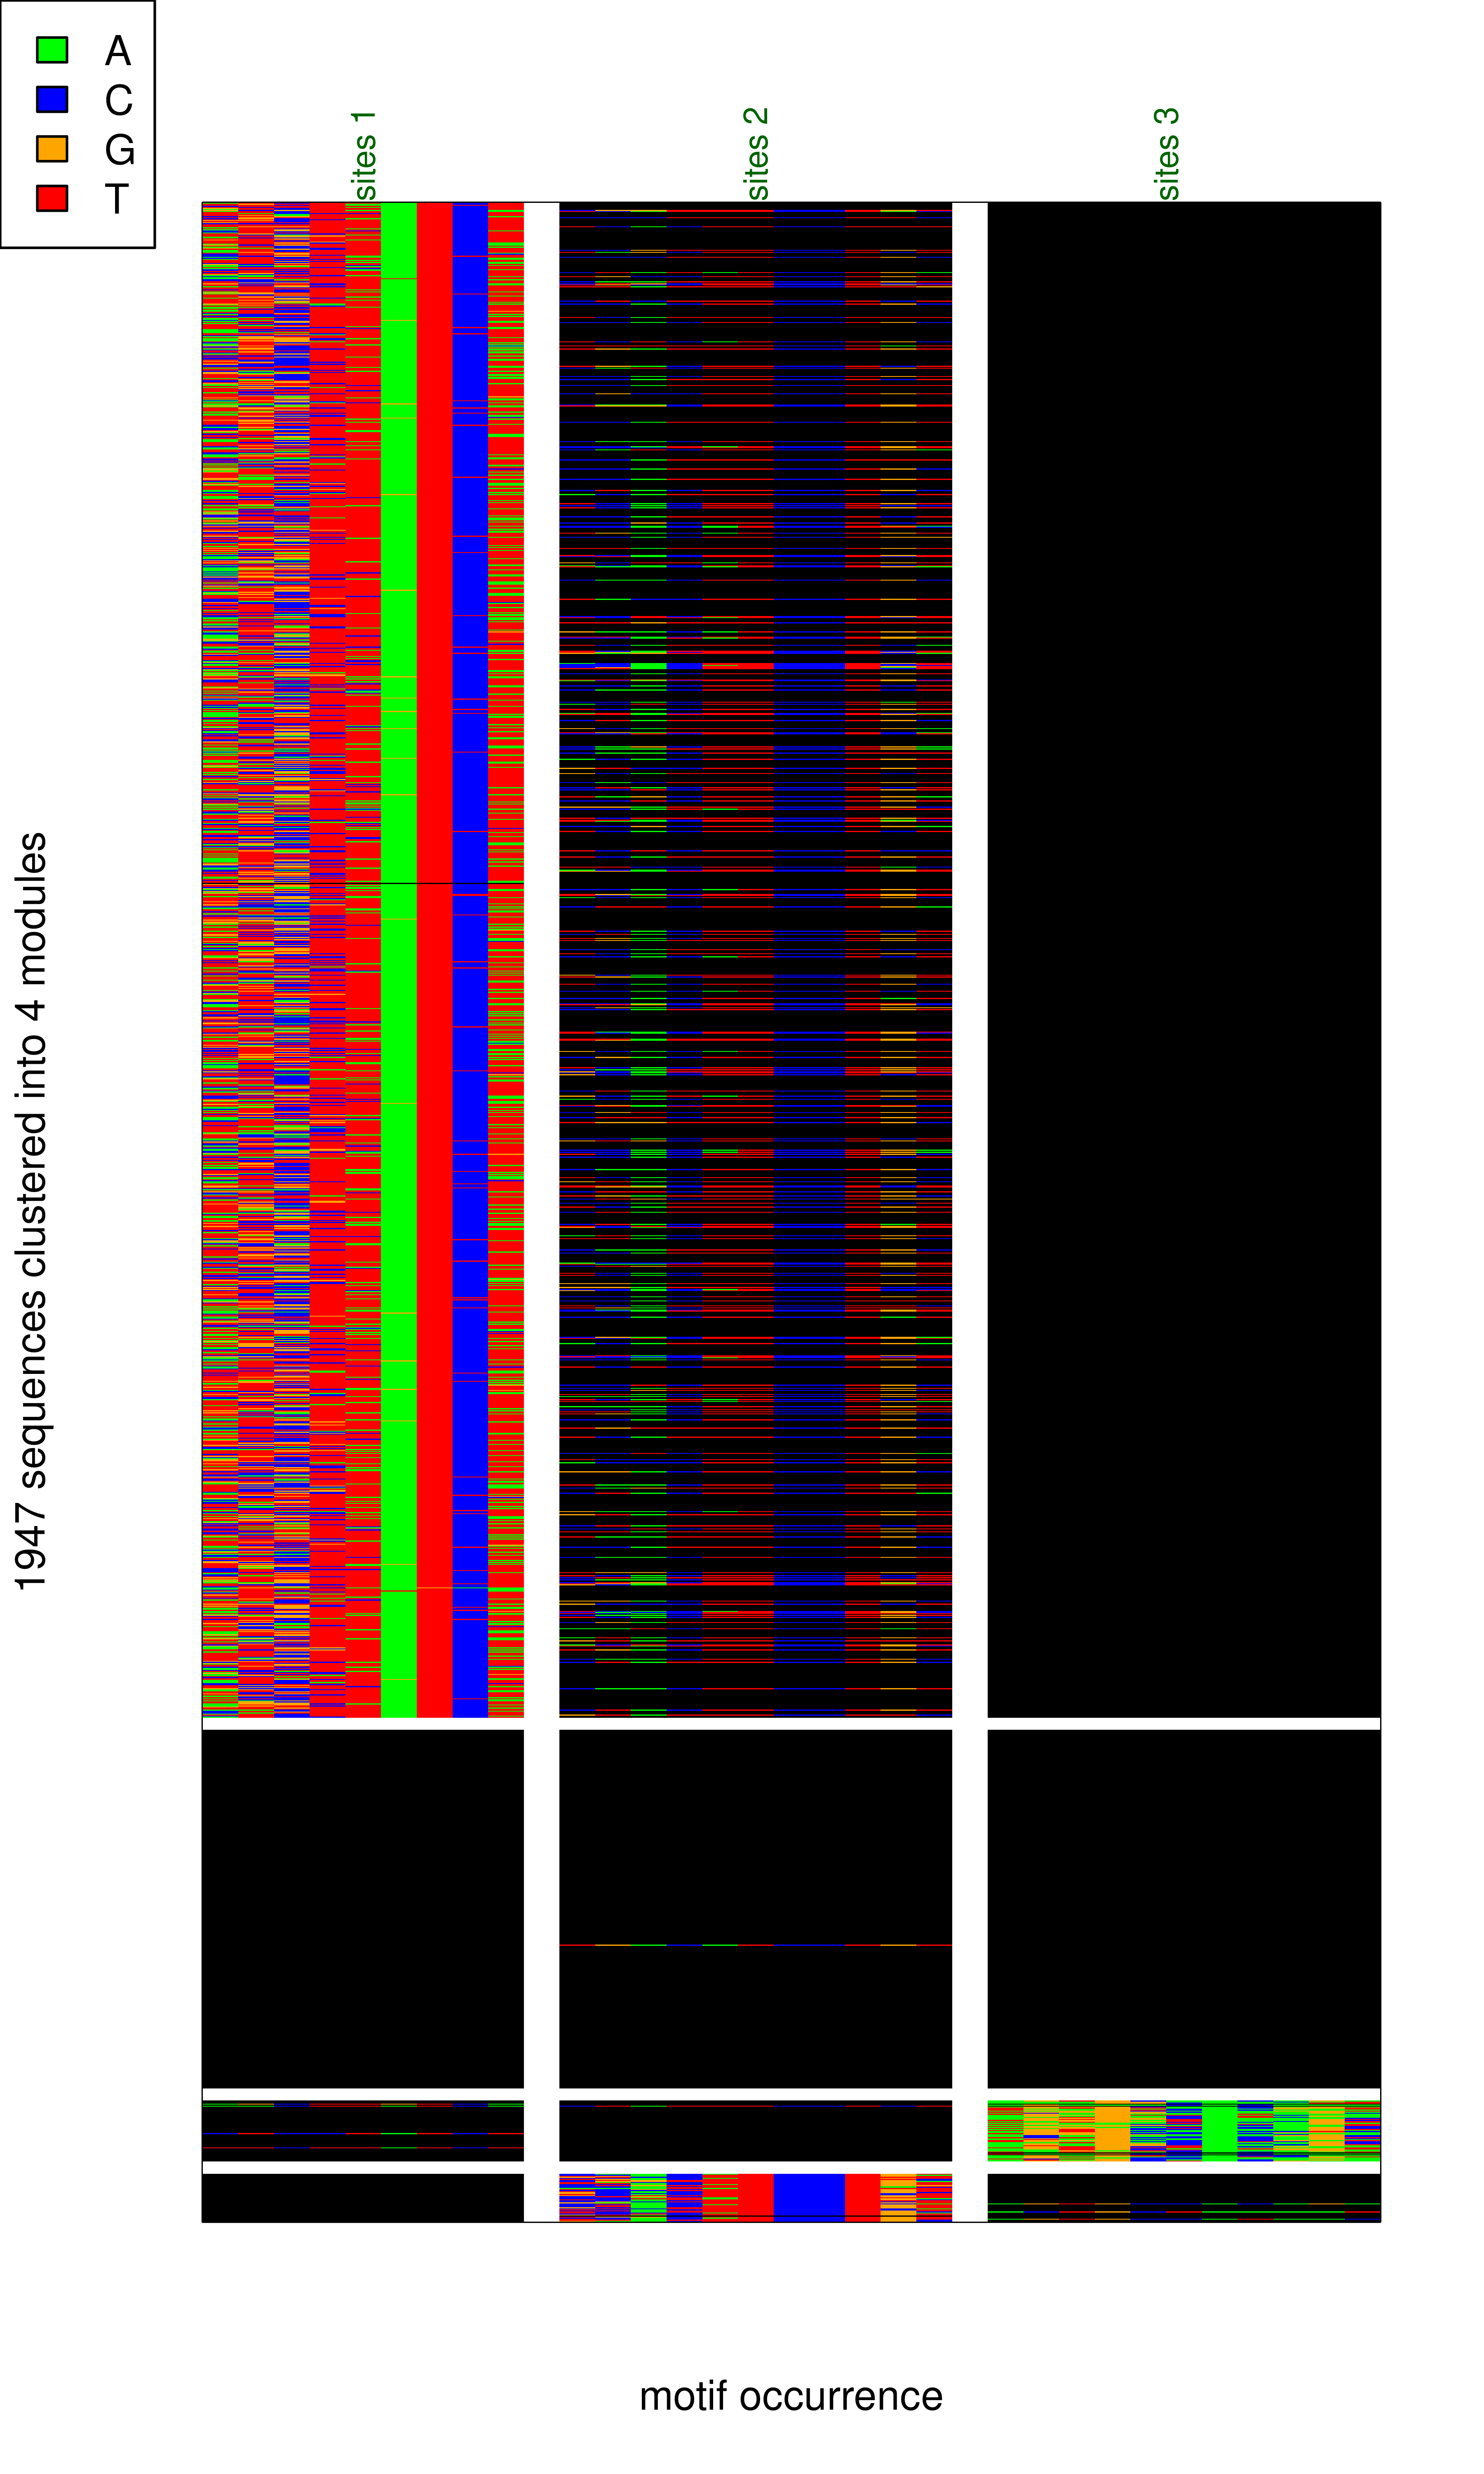 A
C
G
T
sites 1
sites 2
sites 3
1947 sequences clustered into 4 modules
motif occurrence